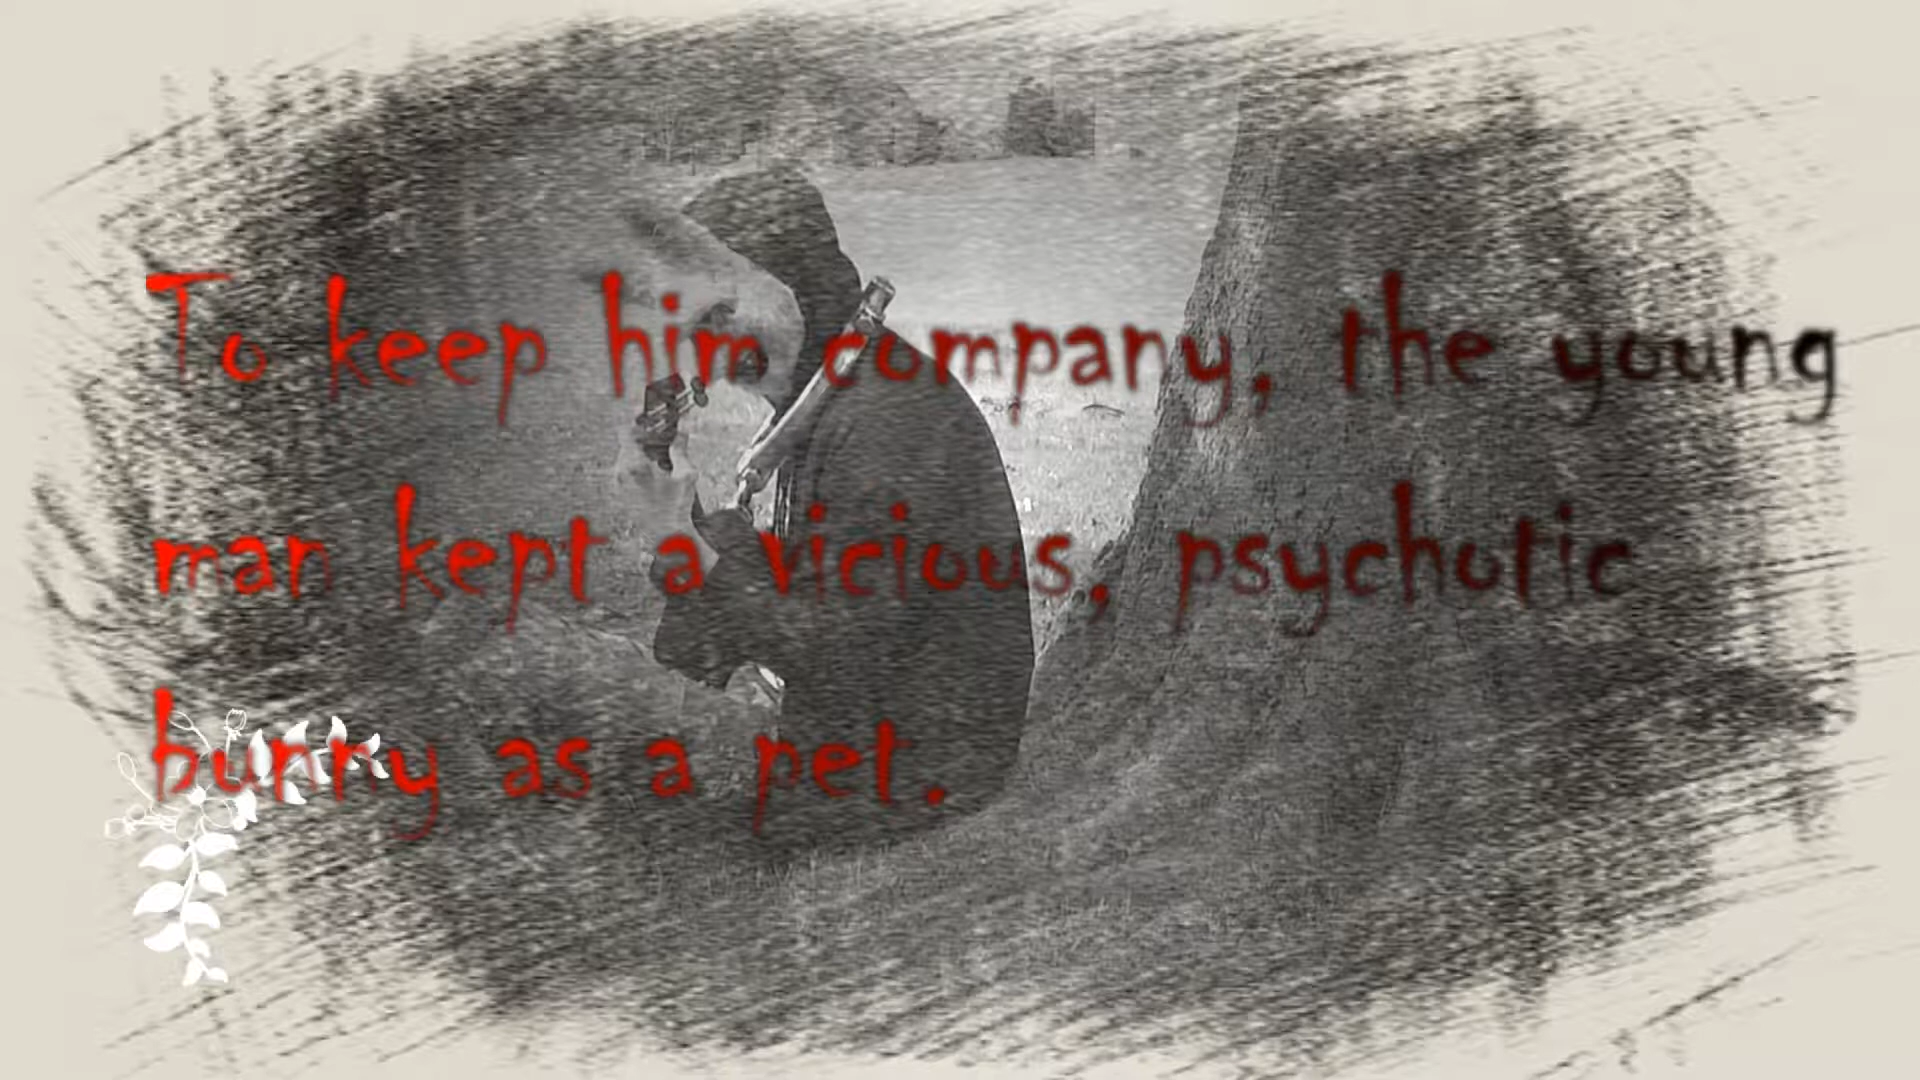 To keep him company, the young
man kept a vicious, psychotic
bunny as a pet.